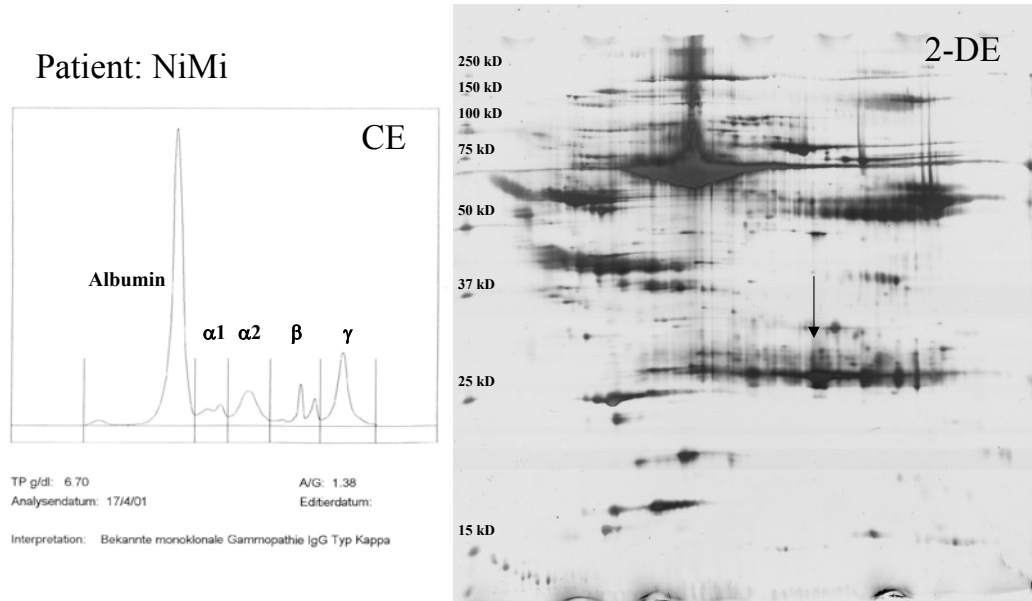 Patient: NiMi
CE
Albumin
α1 α2 β γ
TP g/dl: 6.70 A/G: 1.38
Analysendatum: 17/4/01 Editierdatum:
Interpretation: Bekannte monoklonale Gammopathie IgG Typ Kappa
2-DE
250 kD
150 kD
100 kD
75 kD
50 kD
37 kD
25 kD
15 kD